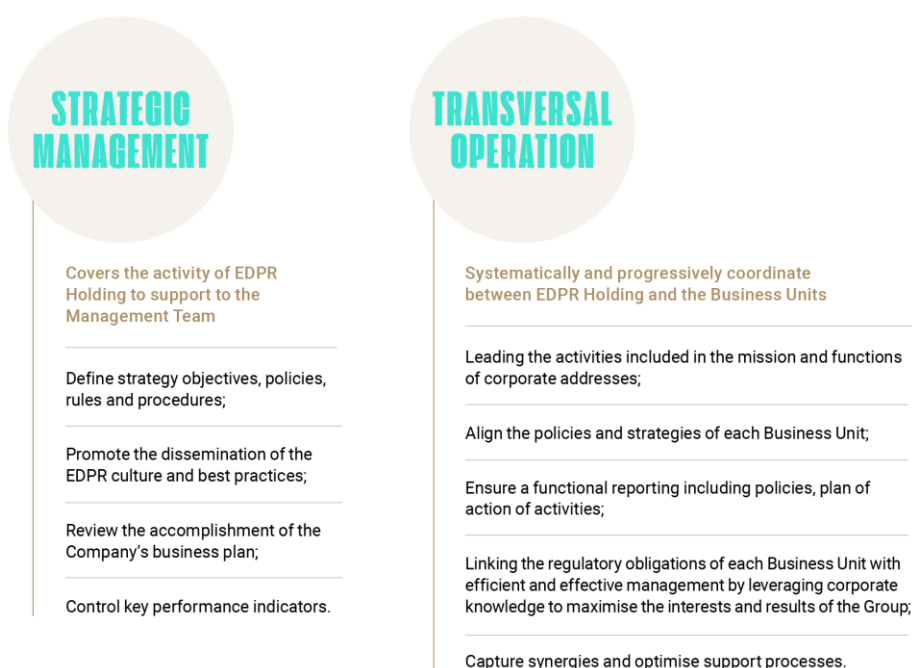 STRATEGIC
MANAGEMENT
Covers the activity of EDPR
Holding to support to the
Management Team
Define strategy objectives, policies,
rules and procedures;
Promote the dissemination of the
EDPR culture and best practices;
Review the accomplishment of the
Company's business plan;
Control key performance indicators.
TRANSVERSAL
OPERATION
Systematically and progressively coordinate
between EDPR Holding and the Business Units
Leading the activities included in the mission and functions
of corporate addresses;
Align the policies and strategies of each Business Unit;
Ensure a functional reporting including policies, plan of
action of activities;
Linking the regulatory obligations of each Business Unit with
efficient and effective management by leveraging corporate
knowledge to maximise the interests and results of the Group;
Capture synergies and optimise support processes.